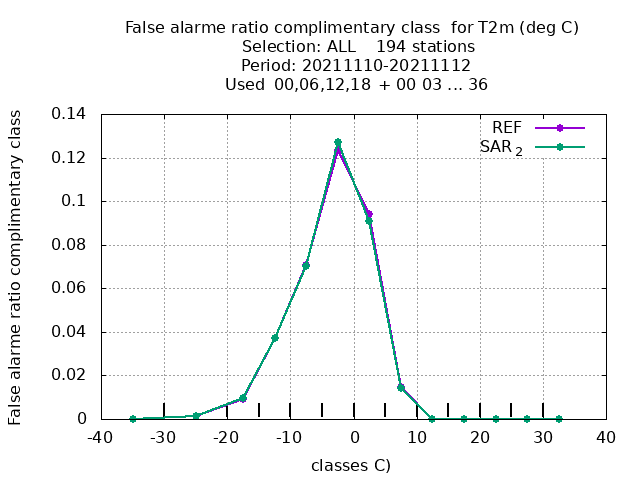 False alarme ratio complimentary class for T2m (deg C)
Selection: ALL 194 stations
Period: 20211110-20211112
Used 00,06,12,18 + 00 03 ... 36
False alarme ratio complimentary class
0.14
0.12
0.1
0.08
0.06
0.04
0.02
0
REF
SAR2
-40 -30 -20 -10 0 10 20 30 40
classes C)